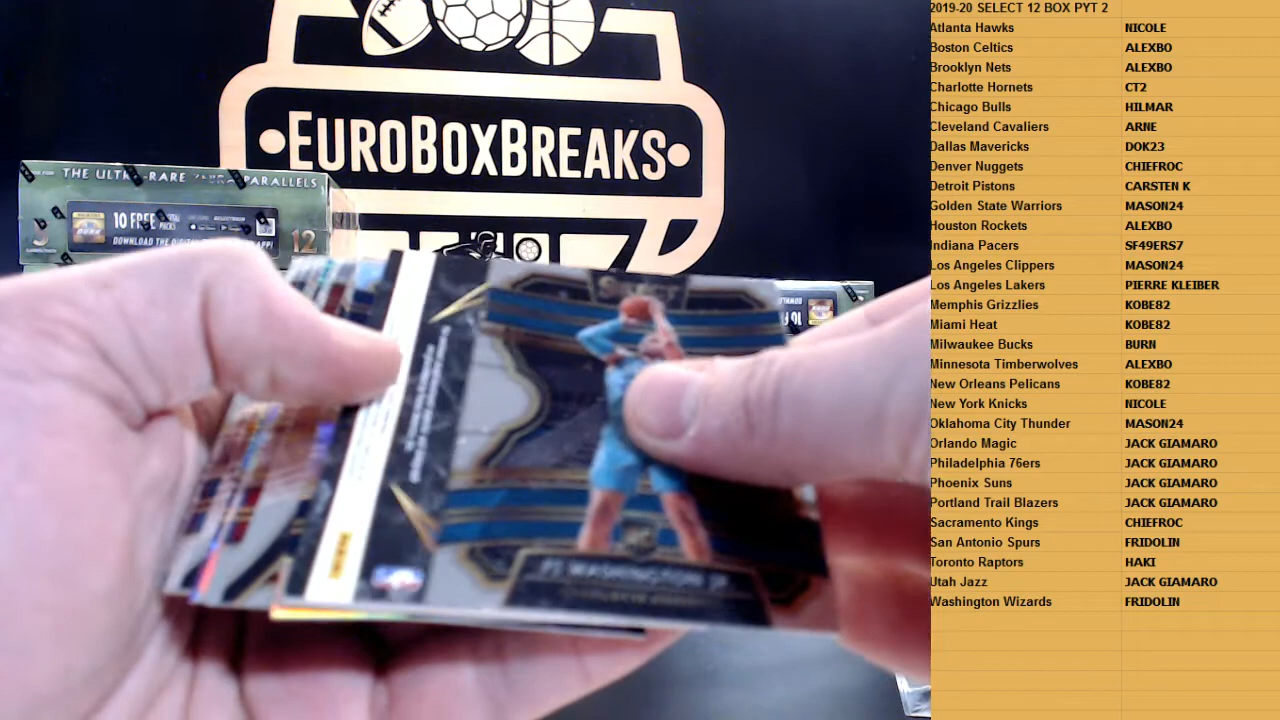 EUROBOXBREAKS
THE ULTRA-RARE PARALLELS
10 FREE PACKS
12
SELECT
PJ WASHINGTON JR
2019-20 SELECT 12 BOX PYT 2
Atlanta Hawks NICOLE
Boston Celtics ALEXBO
Brooklyn Nets ALEXBO
Charlotte Hornets CT2
Chicago Bulls HILMAR
Cleveland Cavaliers ARNE
Dallas Mavericks DOK23
Denver Nuggets CHIEFROC
Detroit Pistons CARSTEN K
Golden State Warriors MASON24
Houston Rockets ALEXBO
Indiana Pacers SF49ERS7
Los Angeles Clippers MASON24
Los Angeles Lakers PIERRE KLEIBER
Memphis Grizzlies KOBE82
Miami Heat KOBE82
Milwaukee Bucks BURN
Minnesota Timberwolves ALEXBO
New Orleans Pelicans KOBE82
New York Knicks NICOLE
Oklahoma City Thunder MASON24
Orlando Magic JACK GIAMARO
Philadelphia 76ers JACK GIAMARO
Phoenix Suns JACK GIAMARO
Portland Trail Blazers JACK GIAMARO
Sacramento Kings CHIEFROC
San Antonio Spurs FRIDOLIN
Toronto Raptors HAKI
Utah Jazz JACK GIAMARO
Washington Wizards FRIDOLIN